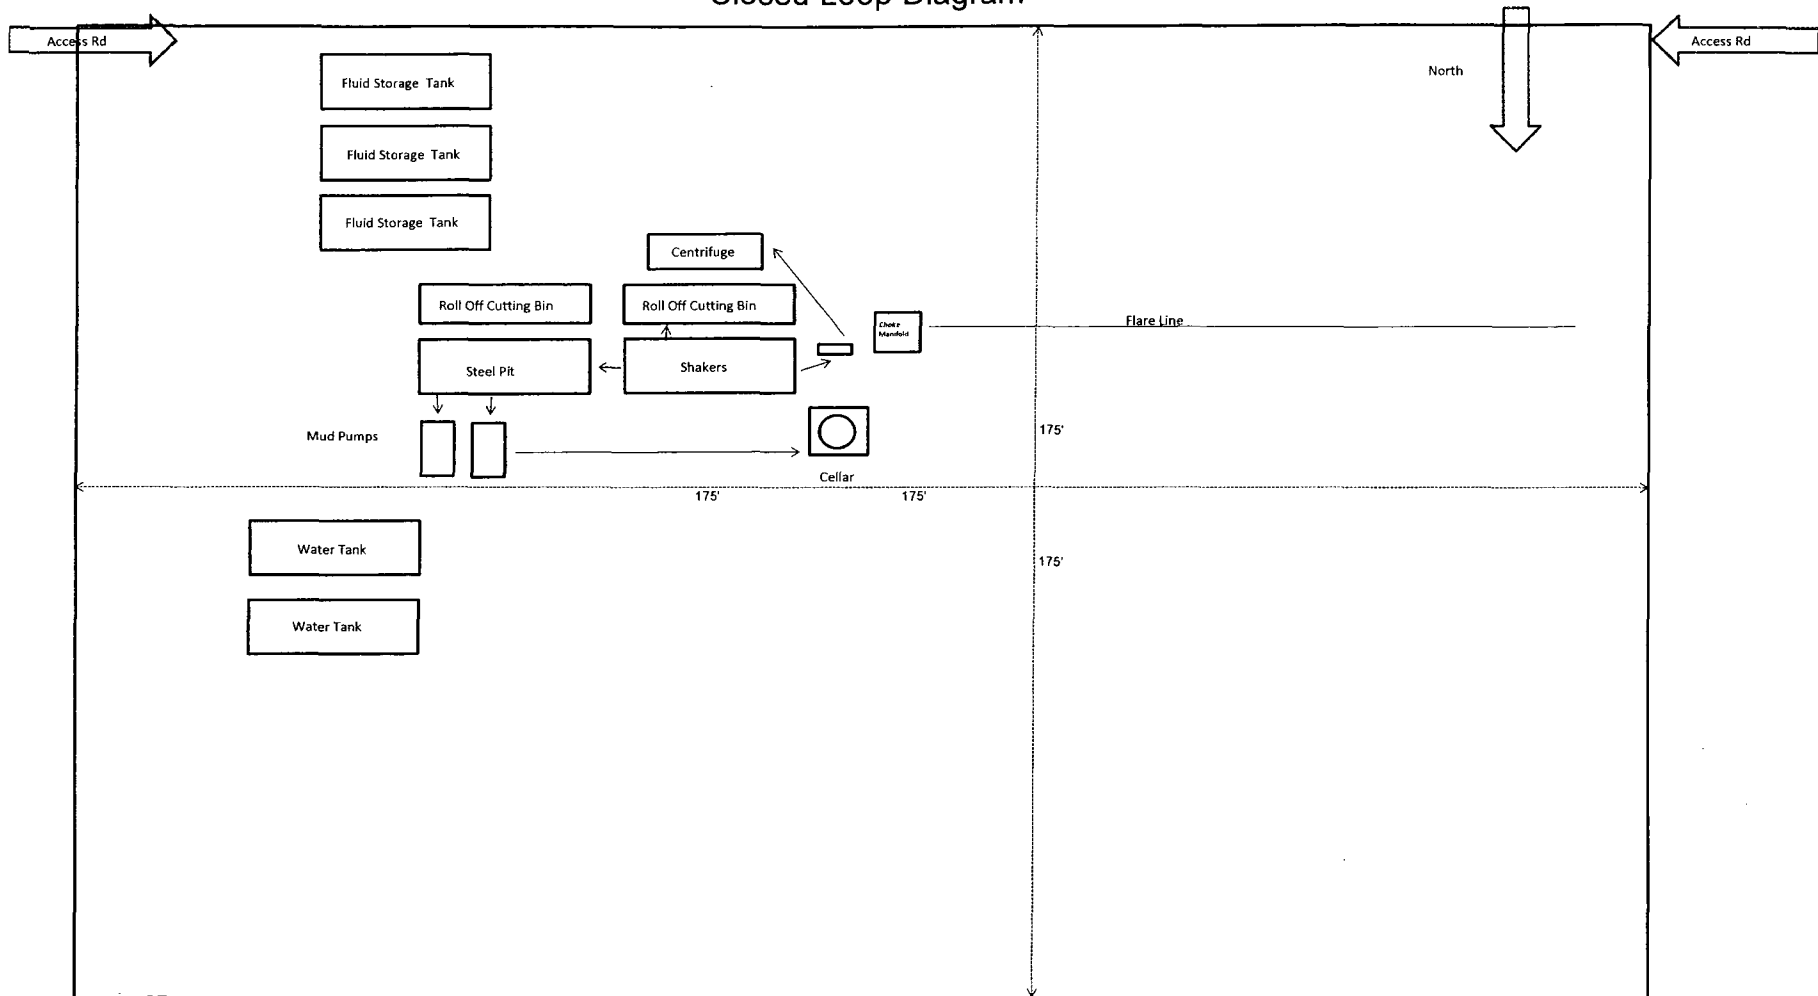 Closed Loop Diagram
Access Rd
Access Rd
North
Fluid Storage Tank
Fluid Storage Tank
Fluid Storage Tank
Centrifuge
Roll Off Cutting Bin
Roll Off Cutting Bin
Choke
Manifold
Flare Line
Steel Pit
Shakers
Mud Pumps
175'
Cellar
175'
175'
Water Tank
175'
Water Tank